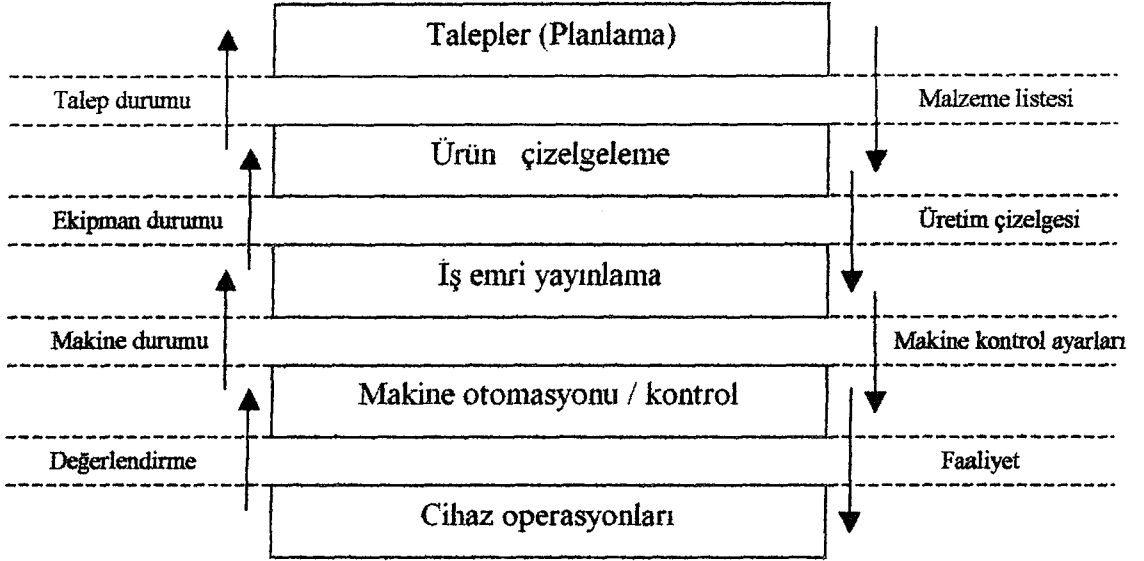 Talepler (Planlama)
Talep durumu
Malzeme listesi
Ürün çizelgeleme
Ekipman durumu
Üretim çizelgesi
İş emri yayınlama
Makine durumu
Makine kontrol ayarları
Makine otomasyonu / kontrol
Değerlendirme
Faaliyet
Cihaz operasyonları